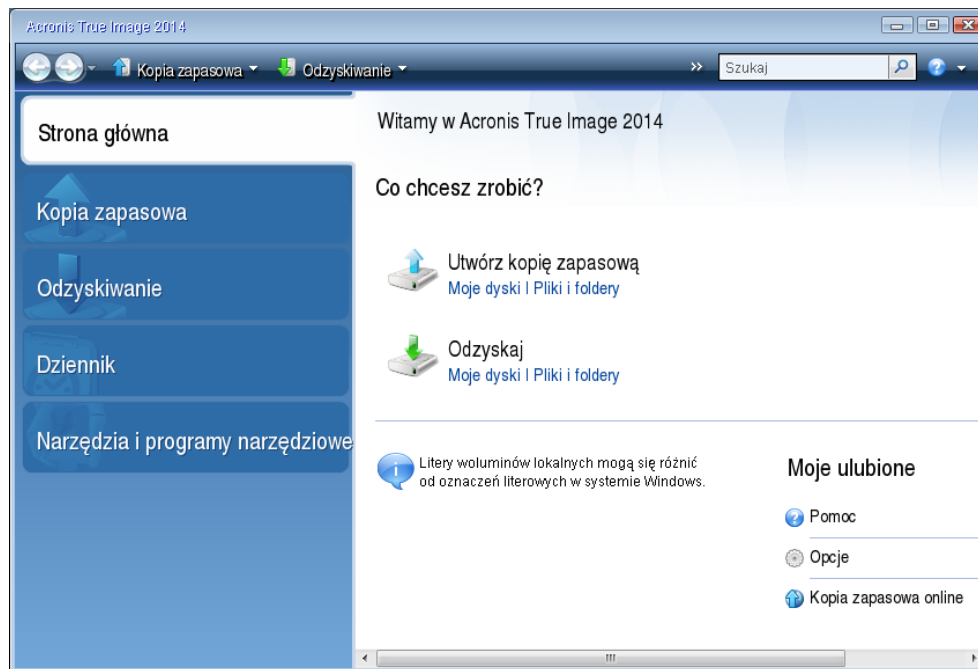 Acronis True Image 2014
Kopia zapasowa
Odzyskiwanie
Szukaj
Strona główna
Kopia zapasowa
Odzyskiwanie
Dziennik
Narzędzia i programy narzędziowe
Witamy w Acronis True Image 2014
Co chcesz zrobić?
Utwórz kopię zapasową
Moje dyski | Pliki i foldery
Odzyskaj
Moje dyski | Pliki i foldery
Litery woluminów lokalnych mogą się różnić
od oznaczeń literowych w systemie Windows.
Moje ulubione
Pomoc
Opcje
Kopia zapasowa online